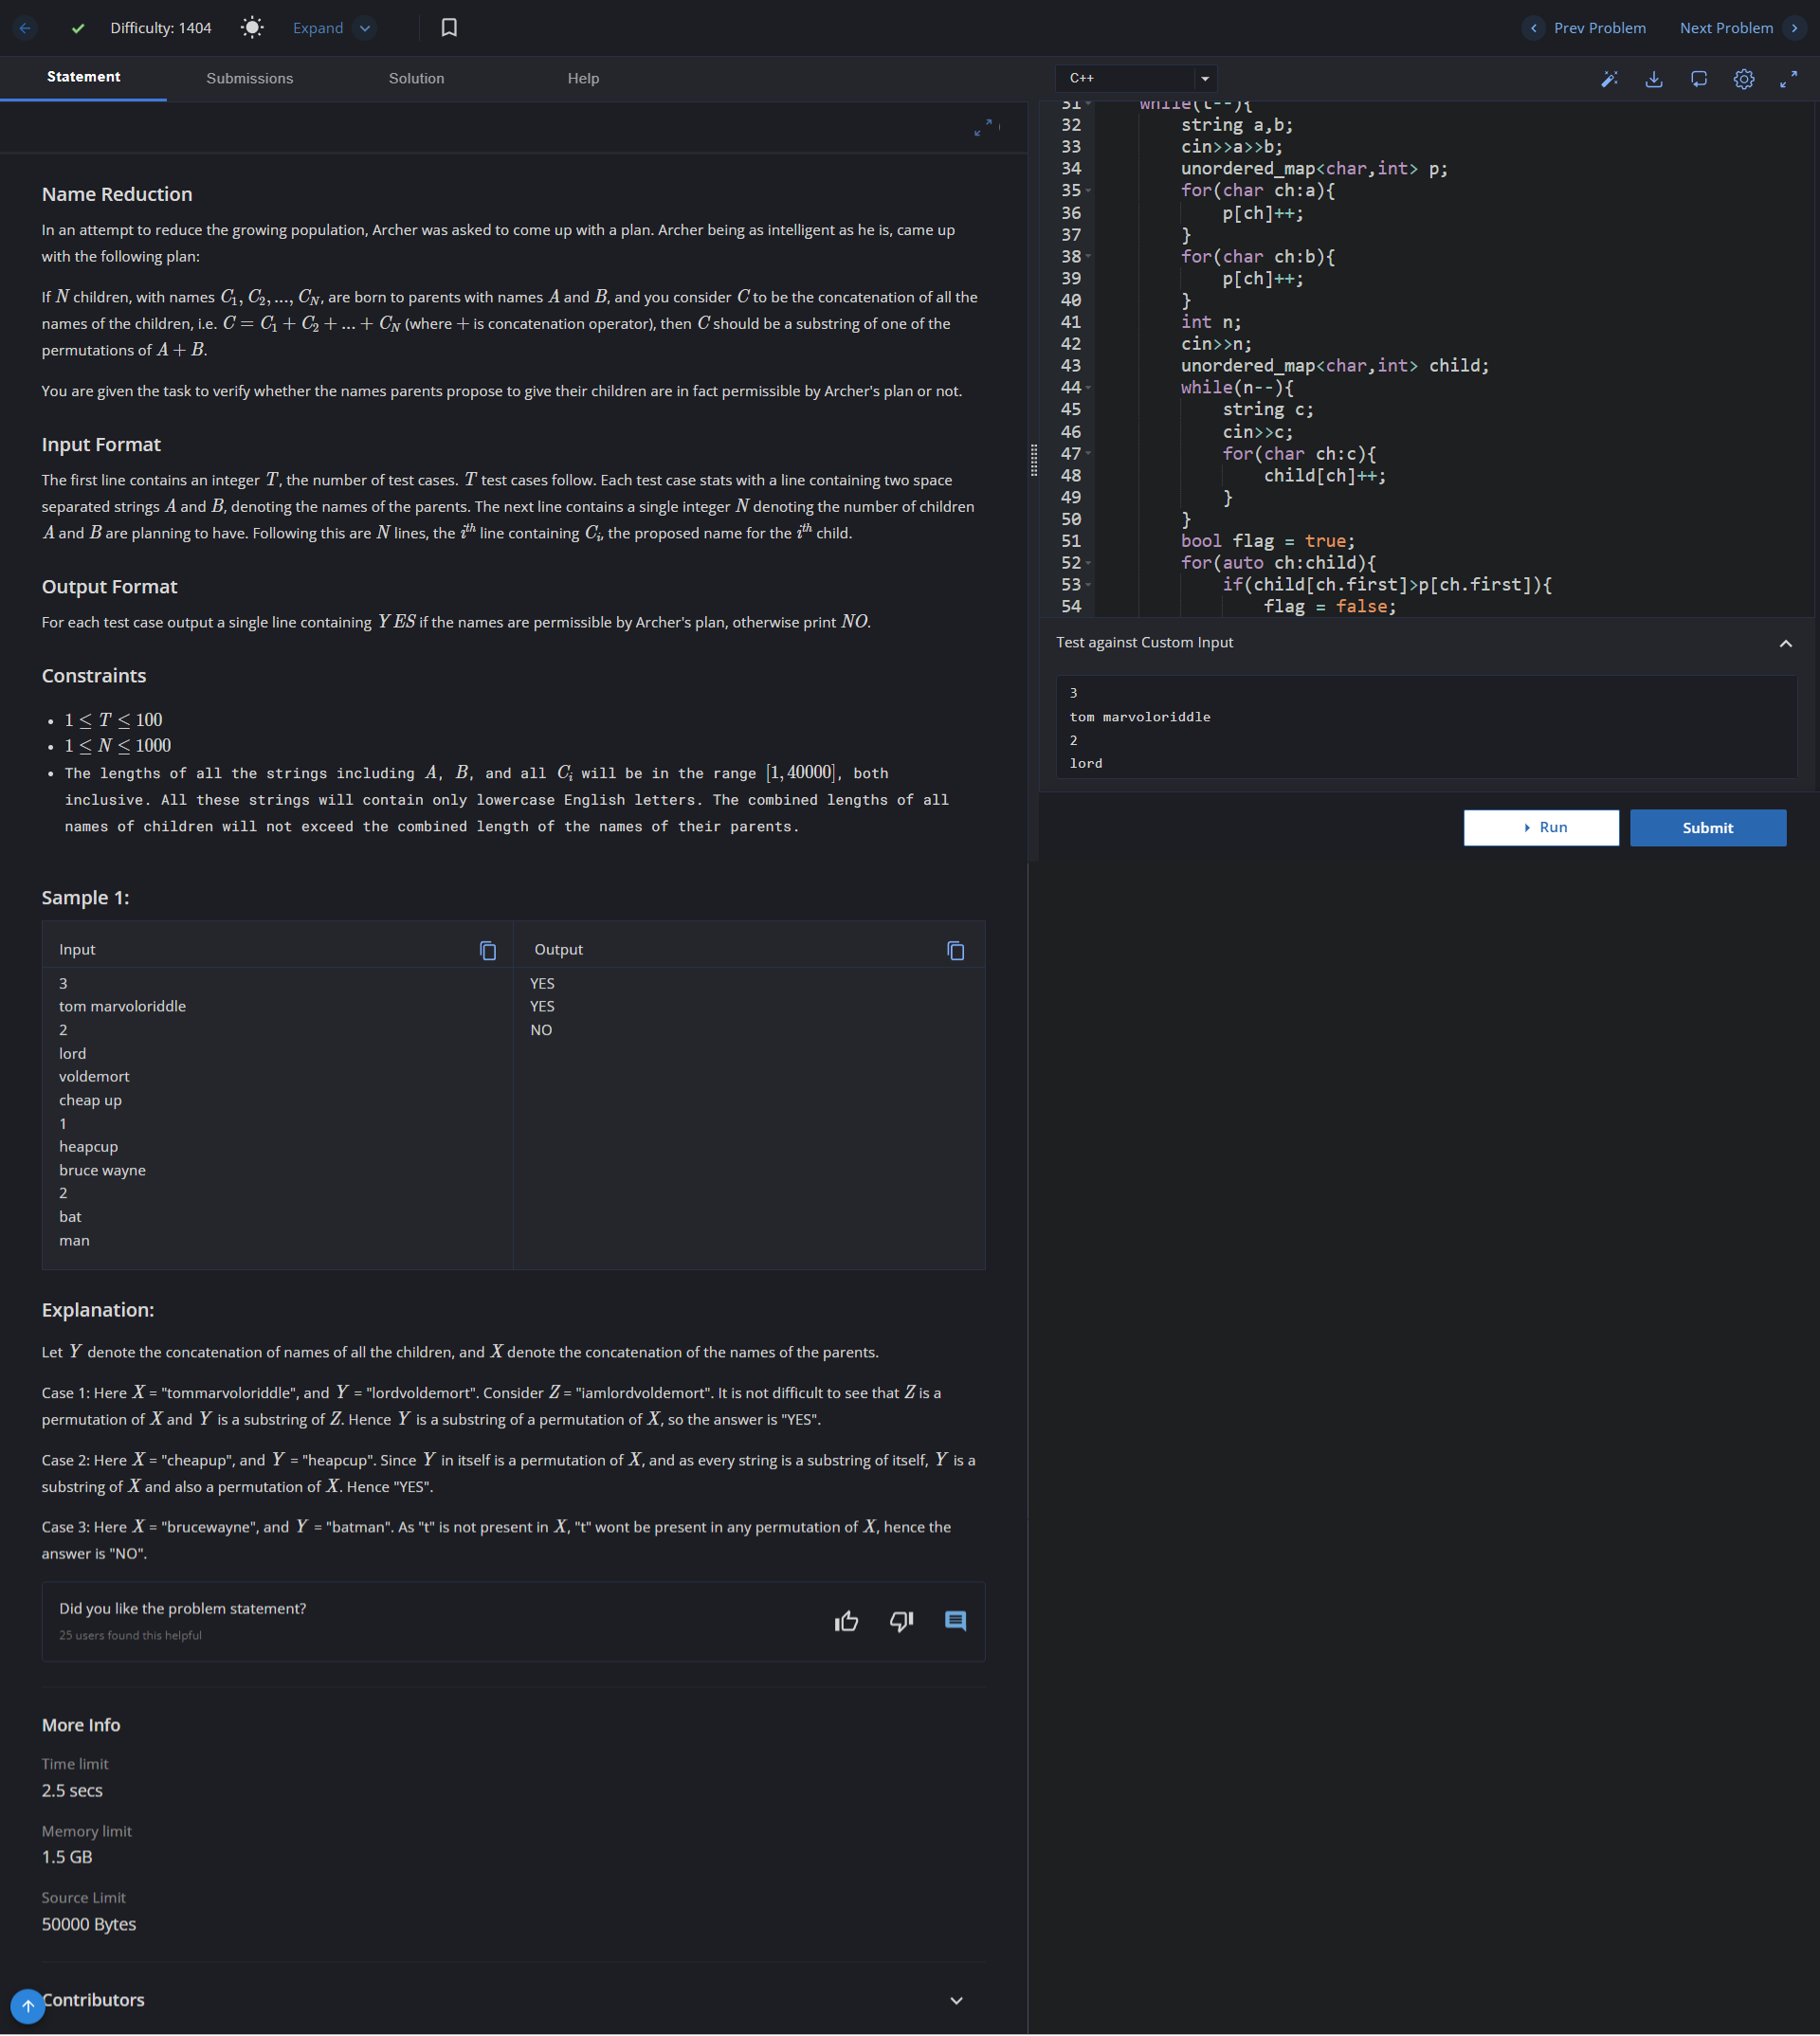 Difficulty: 1404
Expand
Prev Problem
Next Problem
Statement
Submissions
Solution
Help
Name Reduction
In an attempt to reduce the growing population, Archer was asked to come up with a plan. Archer being as intelligent as he is, came up
with the following plan:
If N children, with names C₁, C₂, ..., C_N, are born to parents with names A and B, and you consider C to be the concatenation of all the
names of the children, i.e. C = C₁ + C₂ + ... + C_N (where + is concatenation operator), then C should be a substring of one of the
permutations of A + B.
You are given the task to verify whether the names parents propose to give their children are in fact permissible by Archer's plan or not.
Input Format
The first line contains an integer T, the number of test cases. T test cases follow. Each test case stats with a line containing two space
separated strings A and B, denoting the names of the parents. The next line contains a single integer N denoting the number of children
A and B are planning to have. Following this are N lines, the i^th line containing C_i, the proposed name for the i^th child.
Output Format
For each test case output a single line containing YES if the names are permissible by Archer's plan, otherwise print NO.
Constraints
• 1 ≤ T ≤ 100
• 1 ≤ N ≤ 1000
• The lengths of all the strings including A, B, and all C_i will be in the range [1, 40000], both
inclusive. All these strings will contain only lowercase English letters. The combined lengths of all
names of children will not exceed the combined length of the names of their parents.
Sample 1:
Input
3
tom marvoloriddle
2
lord
voldemort
cheap up
1
heapcup
bruce wayne
2
bat
man
Output
YES
YES
NO
Explanation:
Let Y denote the concatenation of names of all the children, and X denote the concatenation of the names of the parents.
Case 1: Here X = "tommarvoloriddle", and Y = "lordvoldemort". Consider Z = "iamlordvoldemort". It is not difficult to see that Z is a
permutation of X and Y is a substring of Z. Hence Y is a substring of a permutation of X, so the answer is "YES".
Case 2: Here X = "cheapup", and Y = "heapcup". Since Y in itself is a permutation of X, and as every string is a substring of itself, Y is a
substring of X and also a permutation of X. Hence "YES".
Case 3: Here X = "brucewayne", and Y = "batman". As "t" is not present in X, "t" wont be present in any permutation of X, hence the
answer is "NO".
Did you like the problem statement?
25 users found this helpful
More Info
Time limit
2.5 secs
Memory limit
1.5 GB
Source Limit
50000 Bytes
Contributors
C++
31 while(t--){
32 string a,b;
33 cin>>a>>b;
34 unordered_map<char,int> p;
35 for(char ch:a){
36 p[ch]++;
37 }
38 for(char ch:b){
39 p[ch]++;
40 }
41 int n;
42 cin>>n;
43 unordered_map<char,int> child;
44 while(n--){
45 string c;
46 cin>>c;
47 for(char ch:c){
48 child[ch]++;
49 }
50 }
51 bool flag = true;
52 for(auto ch:child){
53 if(child[ch.first]>p[ch.first]){
54 flag = false;
Test against Custom Input
3
tom marvoloriddle
2
lord
Run
Submit